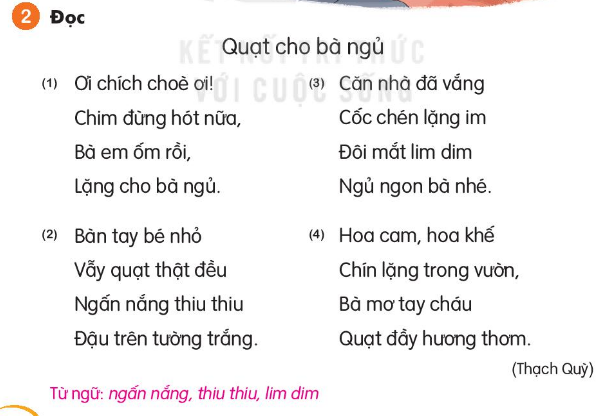 2 Đọc
KẾT NỐI TRI THỨC
VỚI CUỘC SỐNG
Quạt cho bà ngủ
(1) Ơi chích choè ơi!
Chim đừng hót nữa,
Bà em ốm rồi,
Lặng cho bà ngủ.
(2) Bàn tay bé nhỏ
Vẫy quạt thật đều
Ngấn nắng thiu thiu
Đậu trên tường trắng.
(3) Căn nhà đã vắng
Cốc chén lặng im
Đôi mắt lim dim
Ngủ ngon bà nhé.
(4) Hoa cam, hoa khế
Chín lặng trong vườn,
Bà mơ tay cháu
Quạt đầy hương thơm.
(Thạch Quỳ)
Từ ngữ: ngấn nắng, thiu thiu, lim dim